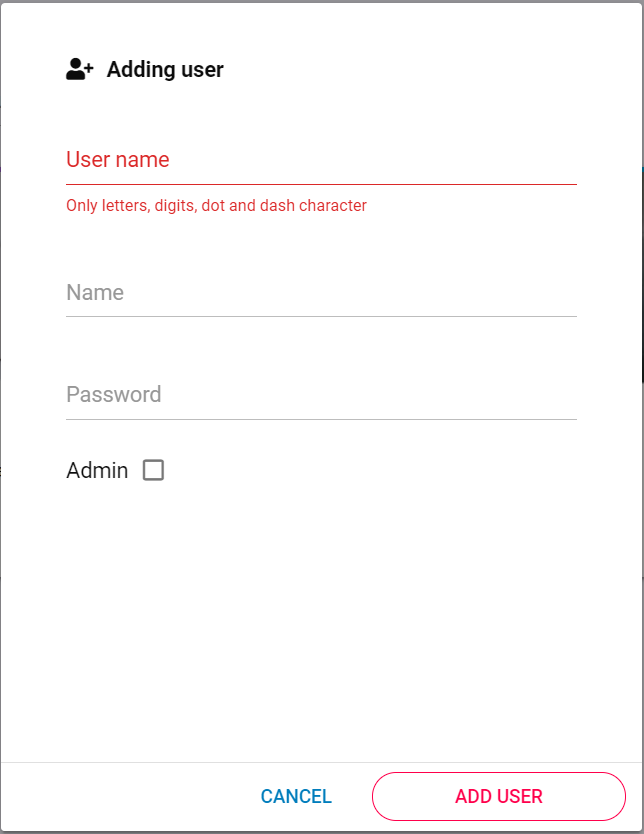 Adding user
User name
Only letters, digits, dot and dash character
Name
Password
Admin
CANCEL
ADD USER